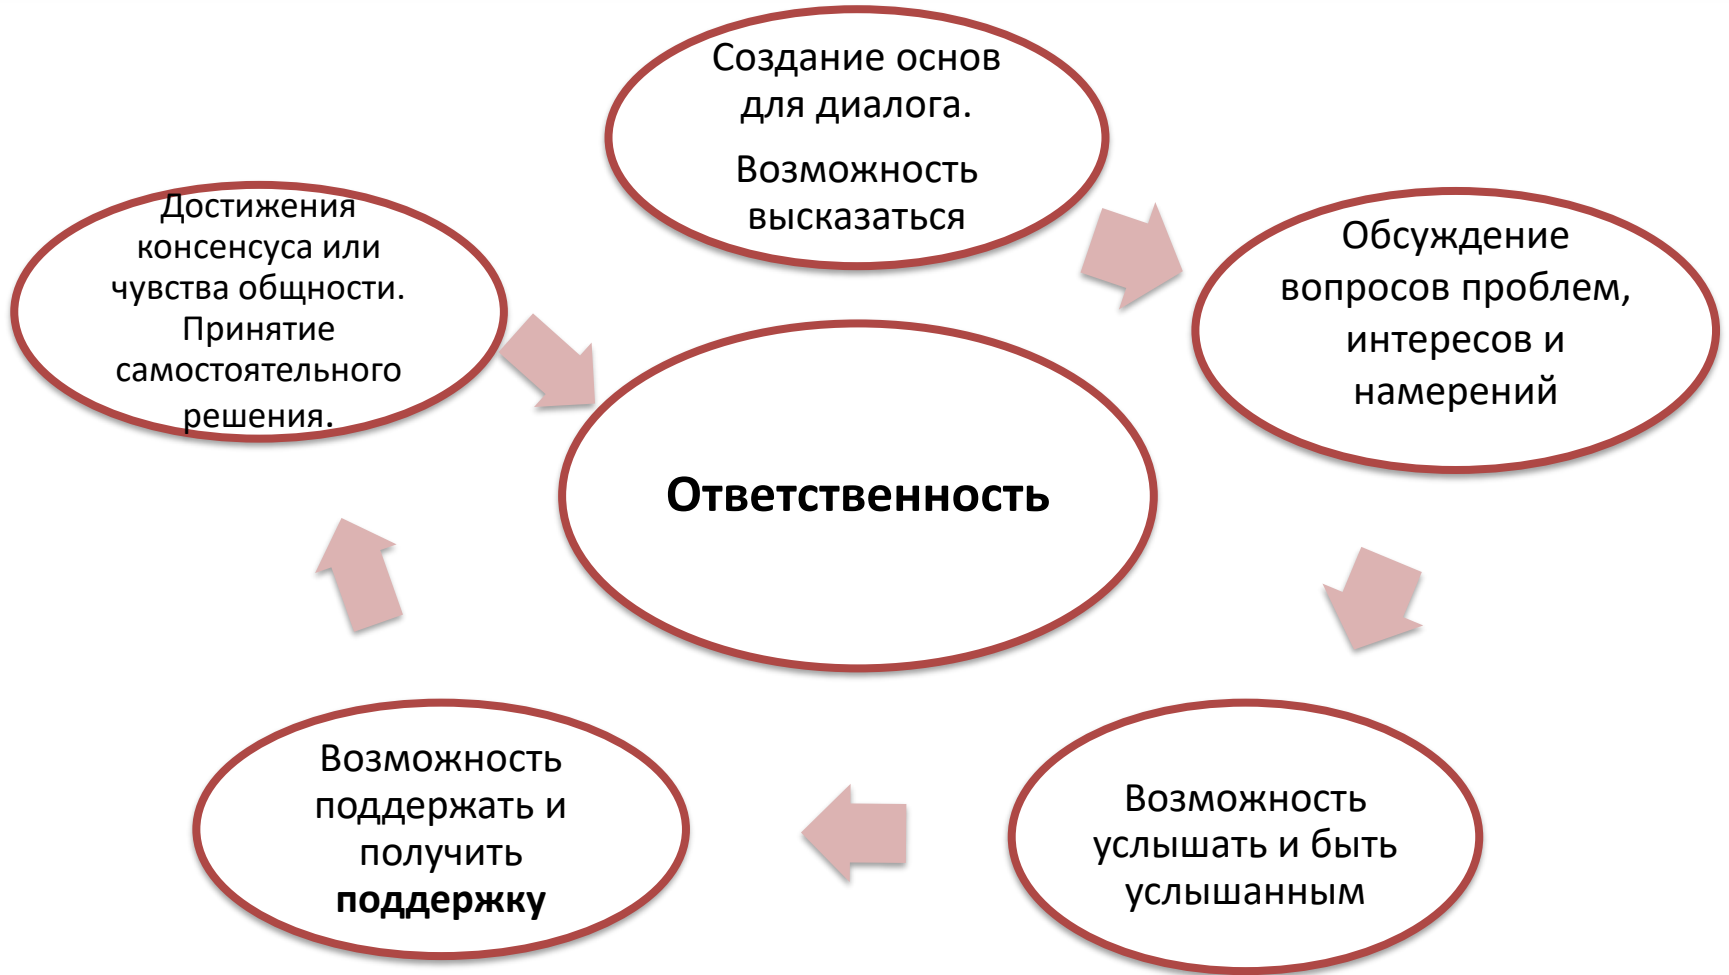 Создание основ
для диалога.
Возможность
высказаться
Обсуждение
вопросов проблем,
интересов и
намерений
Возможность
услышать и быть
услышанным
Возможность
поддержать и
получить
поддержку
Достижения
консенсуса или
чувства общности.
Принятие
самостоятельного
решения.
Ответственность